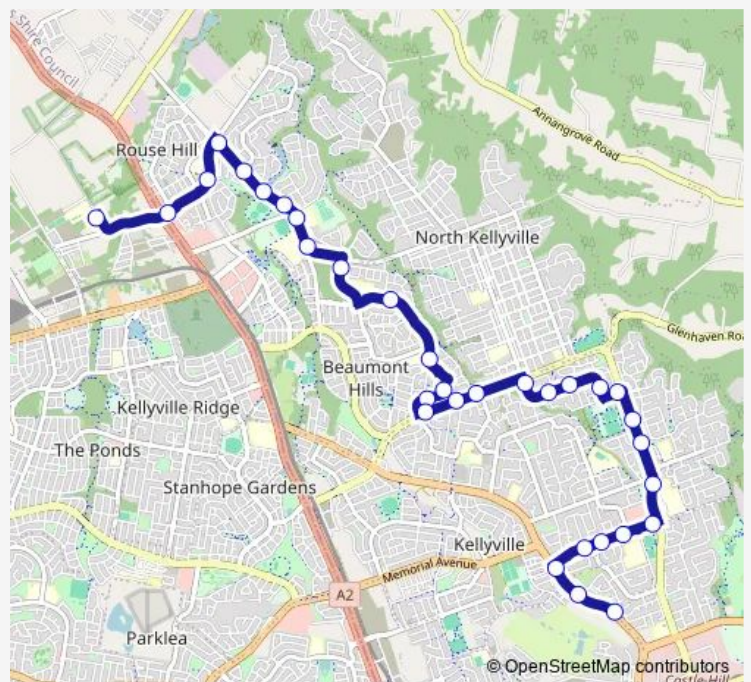 s Shire Council
Annangrove Road
Rouse Hill
North Kellyville
Glenhaven Roa
Beaumont
Hills
Kellyville Ridge
The Ponds
Stanhope Gardens
Kellyville
Memorial Avenue
A2
Parklea
Castle Hill
© OpenStreetMap contributors